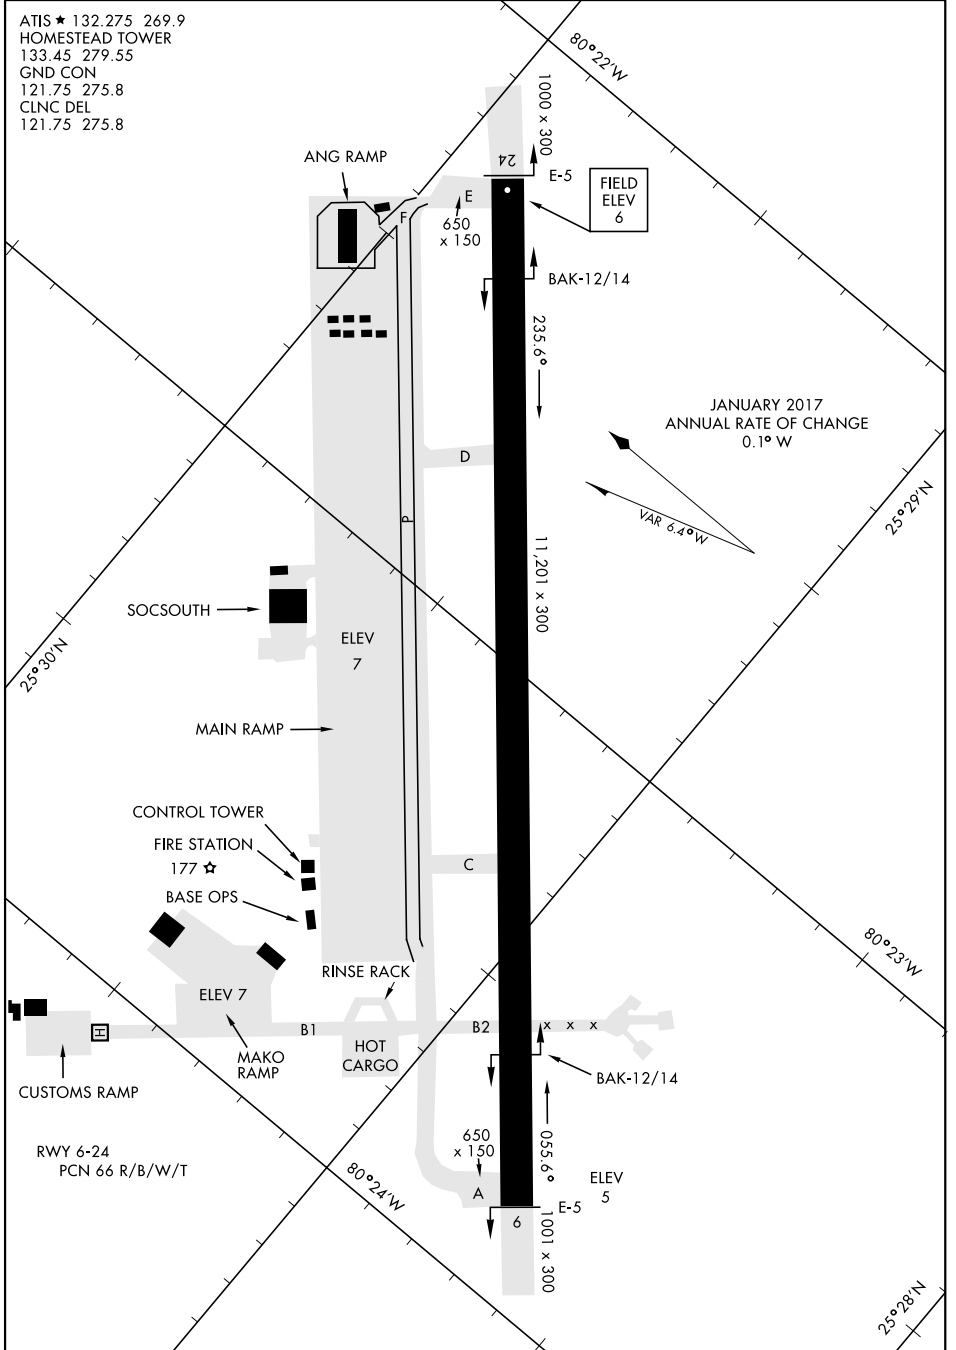 ATIS ★ 132.275 269.9
HOMESTEAD TOWER
133.45 279.55
GND CON
121.75 275.8
CLNC DEL
121.75 275.8
80°22'W
1000 x 300
ANG RAMP
24
E-5
FIELD
ELEV
6
E
F
650
x 150
BAK-12/14
235.6°
JANUARY 2017
ANNUAL RATE OF CHANGE
0.1° W
VAR 6.4° W
D
25°29'N
P
11,201 x 300
SOCSOUTH
ELEV
7
25°30'N
MAIN RAMP
CONTROL TOWER
FIRE STATION
177
C
BASE OPS
80°23'W
RINSE RACK
ELEV 7
H
B1
B2
x x x
HOT
CARGO
MAKO
RAMP
BAK-12/14
CUSTOMS RAMP
055.6°
650
x 150
RWY 6-24
PCN 66 R/B/W/T
80°24'W
A
ELEV
5
E-5
6
1001 x 300
25°28'N